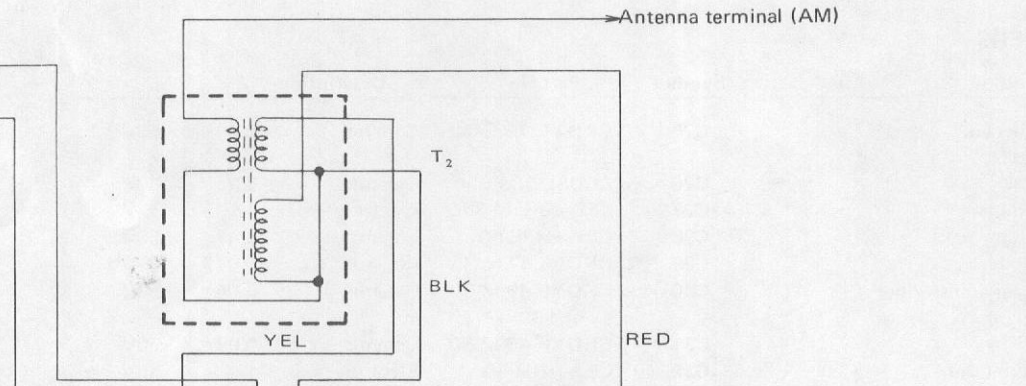 Antenna terminal (AM)
T₂
BLK
YEL
RED